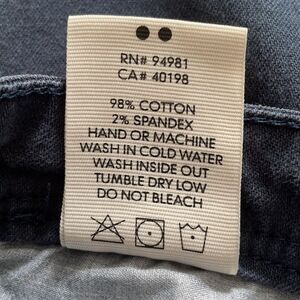 RN# 94981
CA# 40198
98% COTTON
2% SPANDEX
HAND OR MACHINE
WASH IN COLD WATER
WASH INSIDE OUT
TUMBLE DRY LOW
DO NOT BLEACH